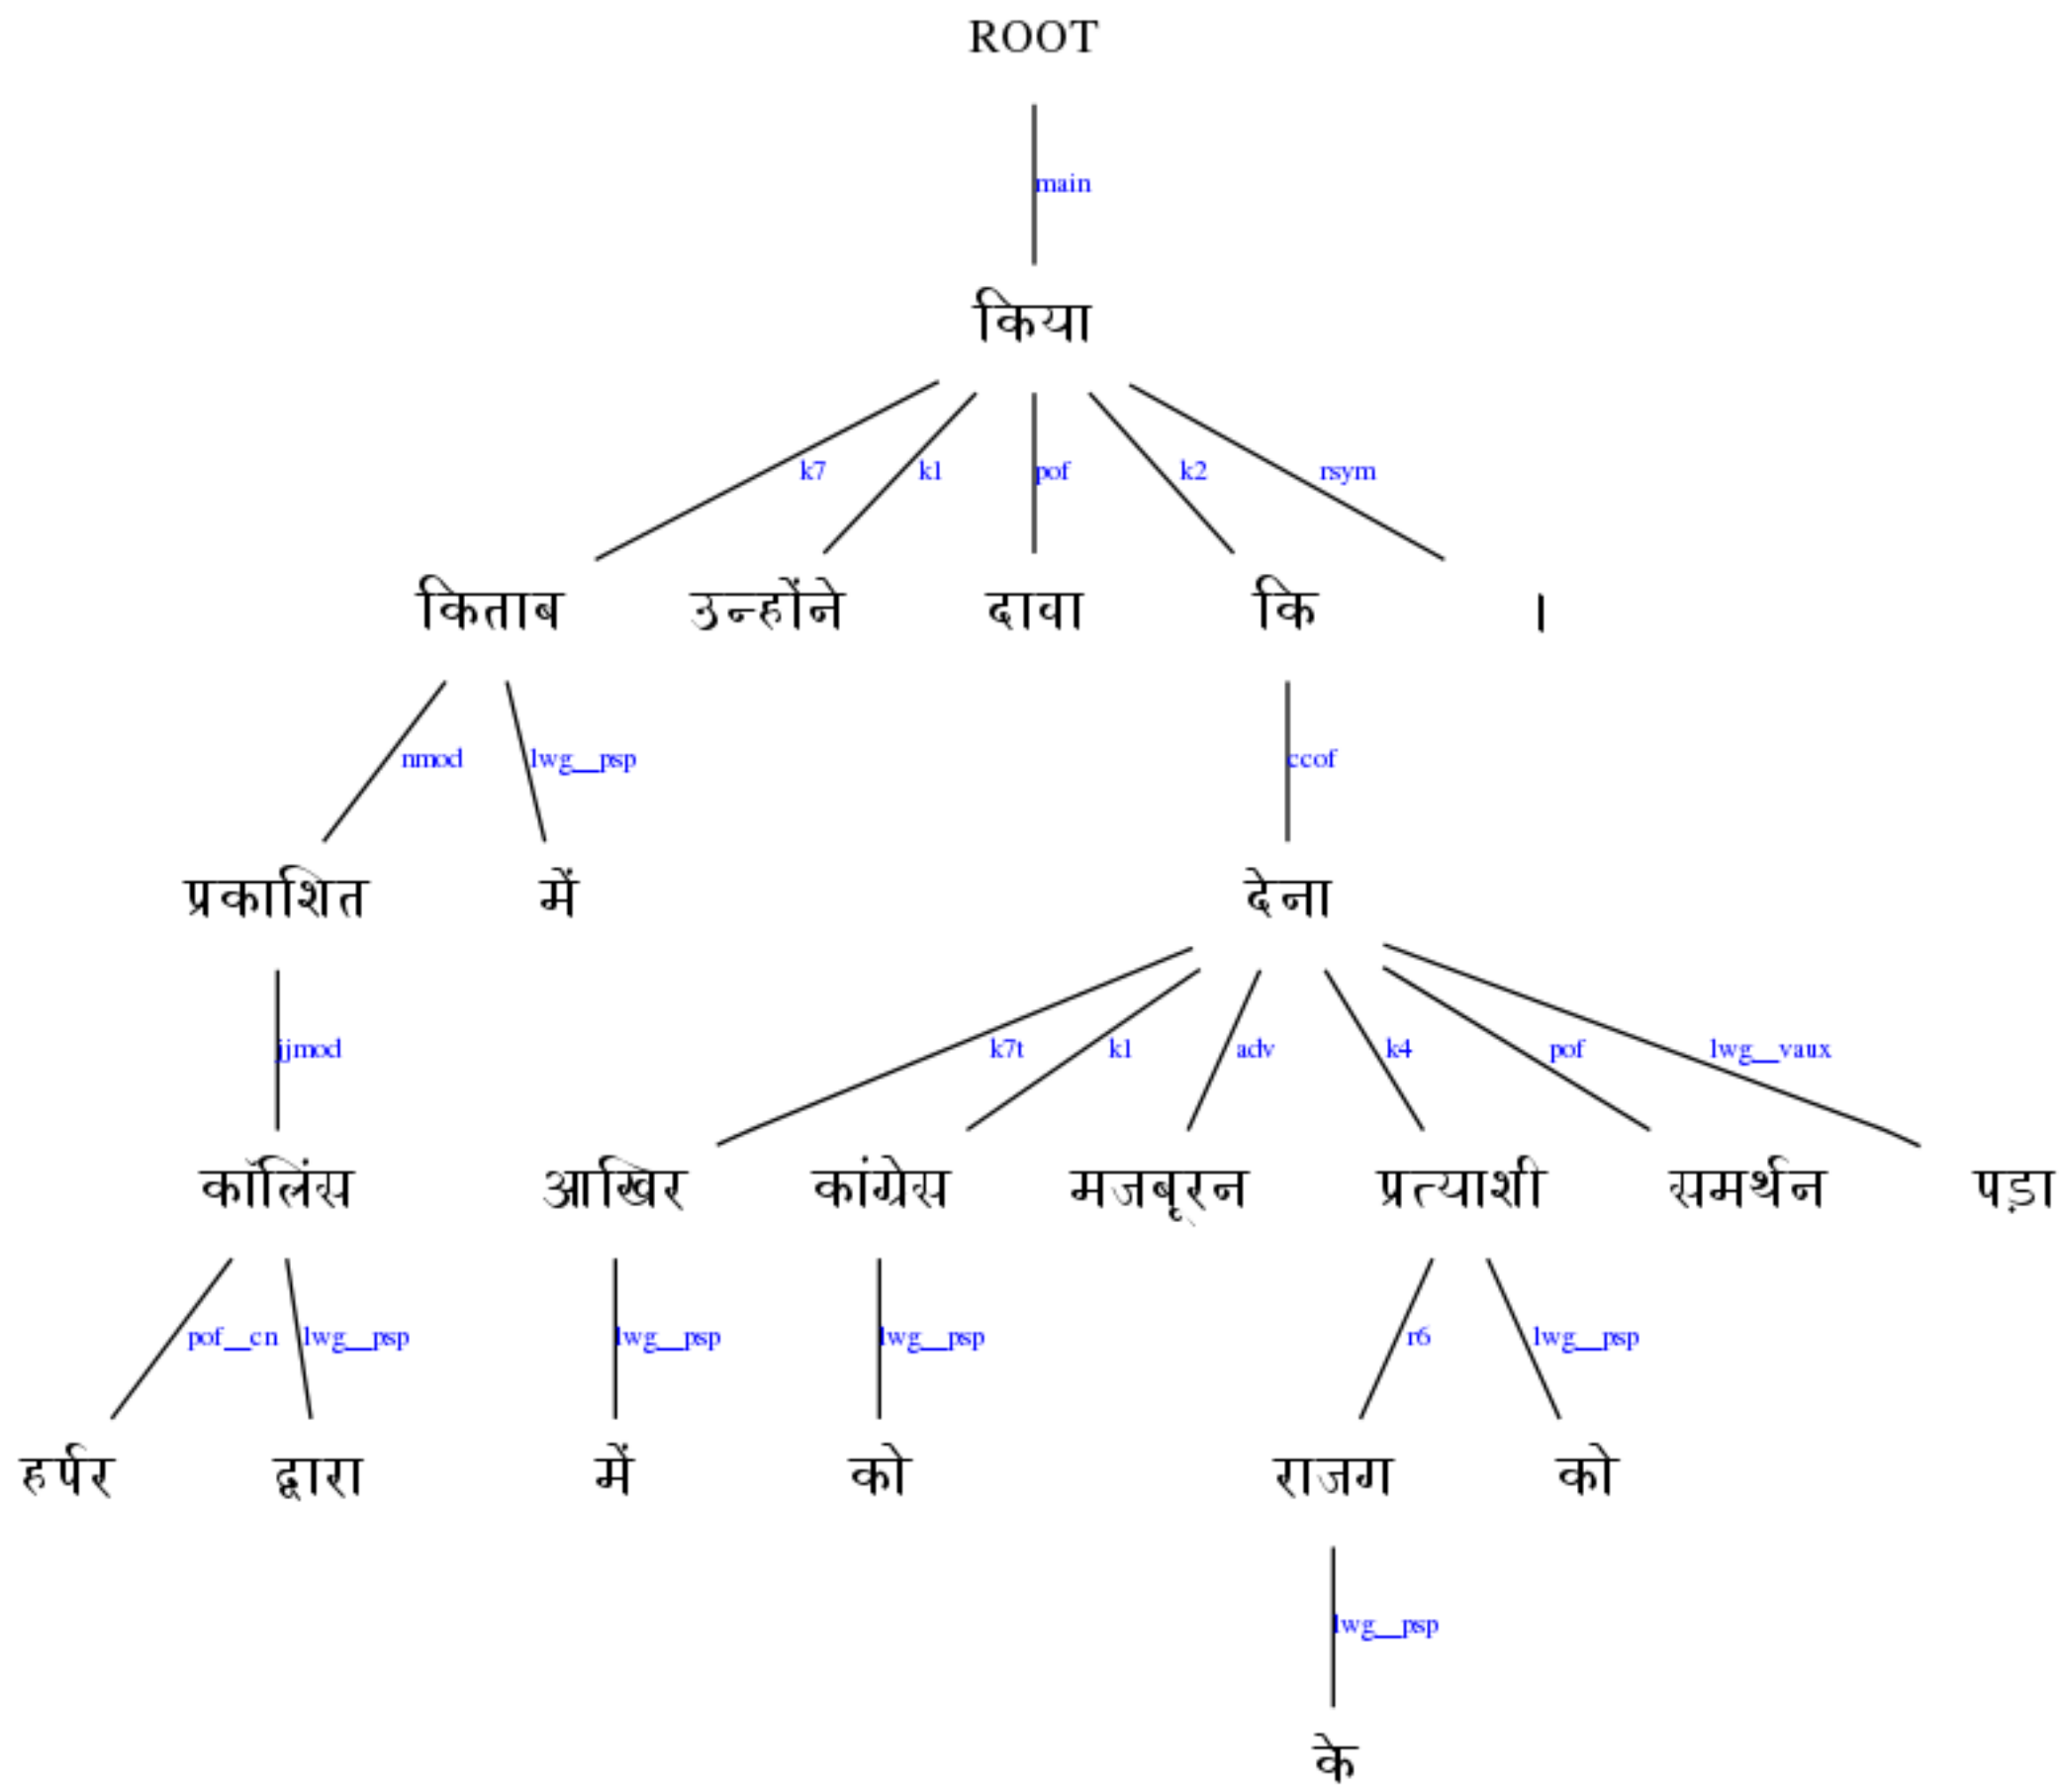 ROOT
main
किया
k7 k1 pof k2 rsym
किताब उन्होंने दावा कि ।
nmod lwg__psp ccof
प्रकाशित में देना
jjmod k7t k1 adv k4 pof lwg__vaux
कॉलिंस आखिर कांग्रेस मजबूरन प्रत्याशी समर्थन पड़ा
pof__cn lwg__psp lwg__psp lwg__psp r6 lwg__psp
हर्पर द्वारा में को राजग को
lwg__psp
के